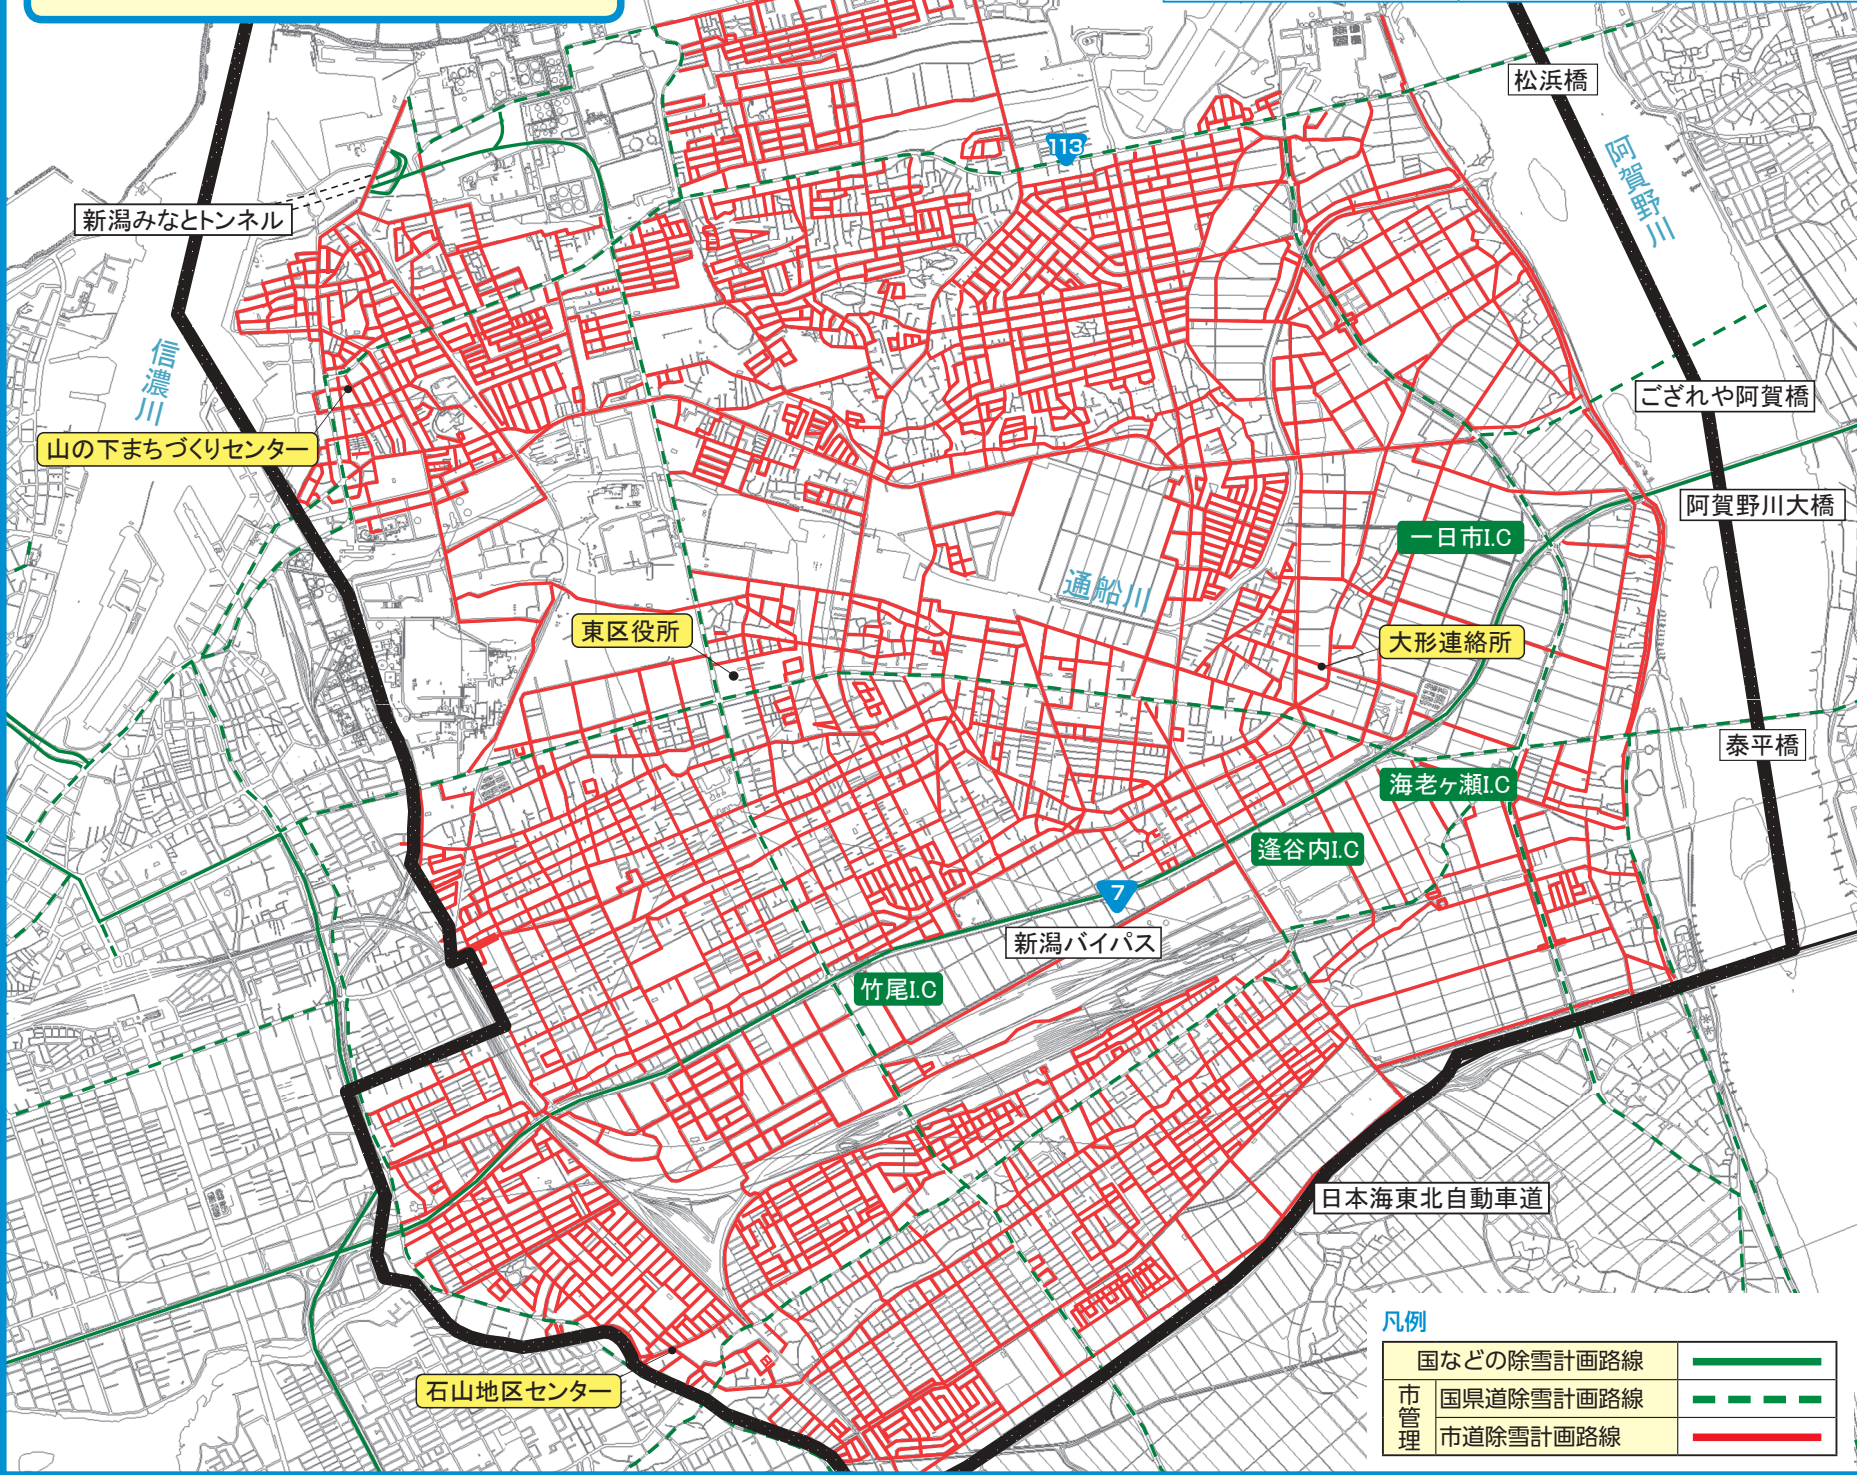 松浜橋
阿賀野川
113
新潟みなとトンネル
信濃川
ござれや阿賀橋
山の下まちづくりセンター
阿賀野川大橋
一日市I.C
通船川
東区役所
大形連絡所
泰平橋
海老ヶ瀬I.C
逢谷内I.C
7
新潟バイパス
竹尾I.C
日本海東北自動車道
石山地区センター
凡例
国などの除雪計画路線
市管理
国県道除雪計画路線
市道除雪計画路線